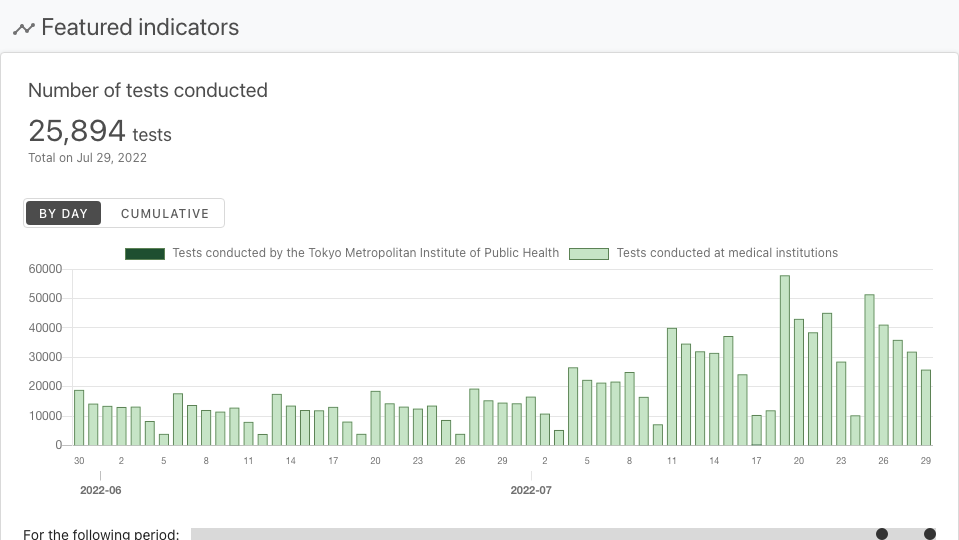 Featured indicators
Number of tests conducted
25,894 tests
Total on Jul 29, 2022
BY DAY CUMULATIVE
Tests conducted by the Tokyo Metropolitan Institute of Public Health Tests conducted at medical institutions
60000
50000
40000
30000
20000
10000
0
30 2 5 8 11 14 17 20 23 26 29 2 5 8 11 14 17 20 23 26 29
2022-06 2022-07
For the following period: